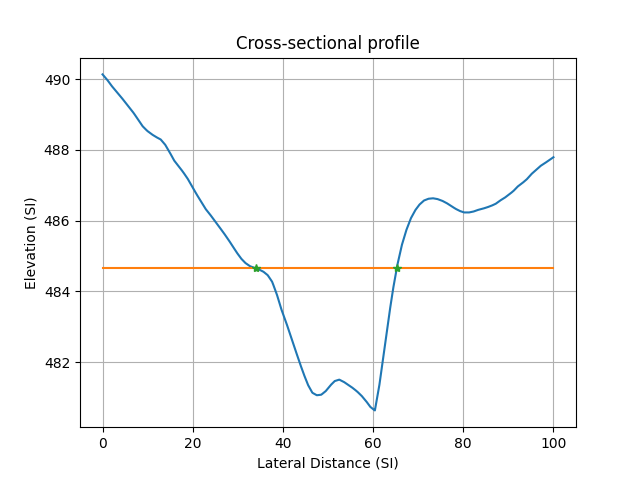 Cross-sectional profile
Elevation (SI)
490
488
486
484
482
0 20 40 60 80 100
Lateral Distance (SI)